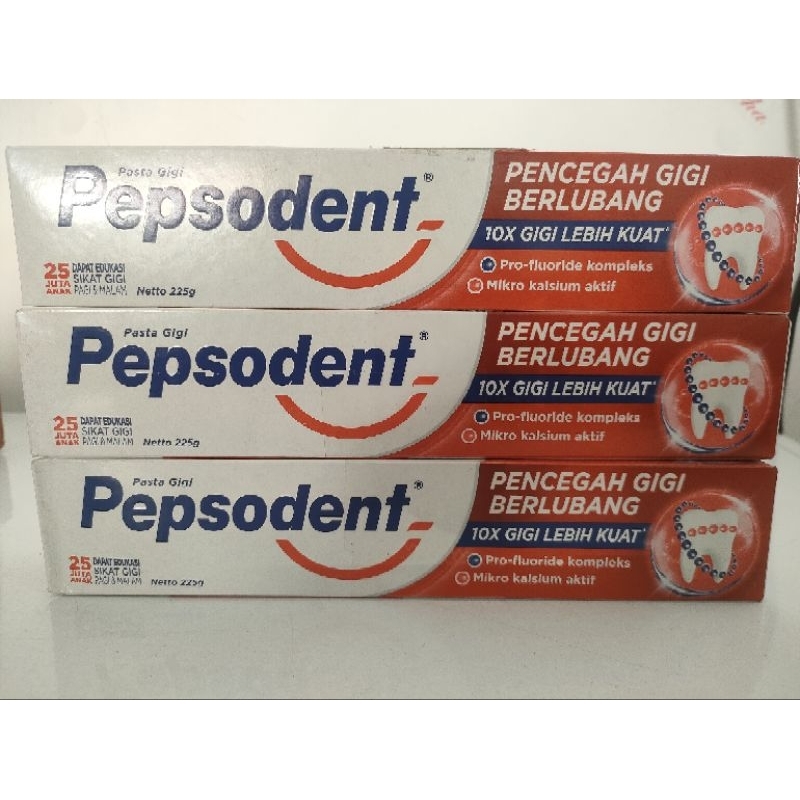 Pasta Gigi
Pepsodent®
25 JUTA ANAK
DAPAT EDUKASI
SIKAT GIGI
PAGI & MALAM
Netto 225g
PENCEGAH GIGI
BERLUBANG
10X GIGI LEBIH KUAT*
Pro-fluoride kompleks
Mikro kalsium aktif
Pasta Gigi
Pepsodent®
25 JUTA ANAK
DAPAT EDUKASI
SIKAT GIGI
PAGI & MALAM
Netto 225g
PENCEGAH GIGI
BERLUBANG
10X GIGI LEBIH KUAT*
Pro-fluoride kompleks
Mikro kalsium aktif
Pasta Gigi
Pepsodent®
25 JUTA ANAK
DAPAT EDUKASI
SIKAT GIGI
PAGI & MALAM
Netto 225g
PENCEGAH GIGI
BERLUBANG
10X GIGI LEBIH KUAT*
Pro-fluoride kompleks
Mikro kalsium aktif